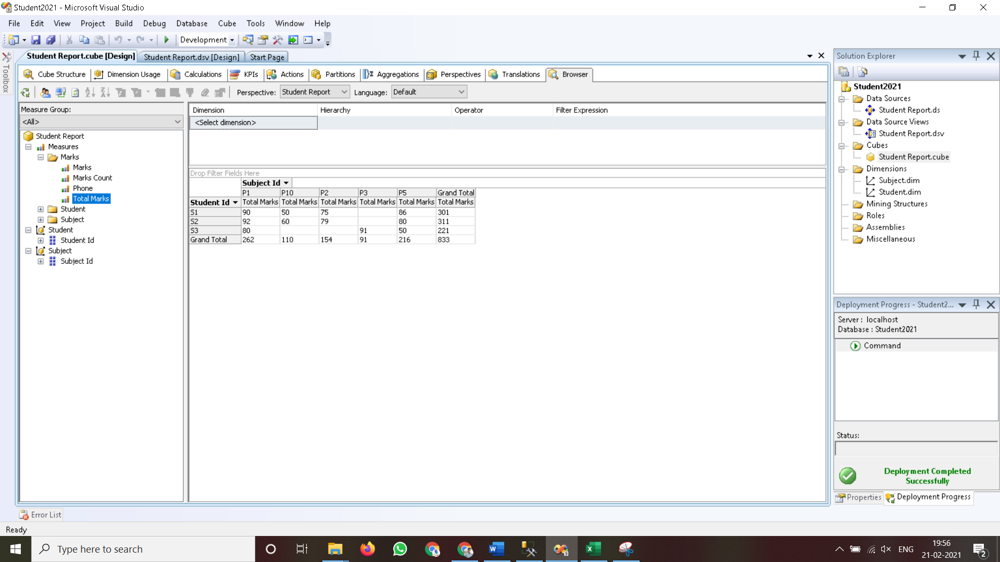 Student2021 - Microsoft Visual Studio
File Edit View Project Build Debug Database Cube Tools Window Help
Development
Student Report.cube [Design] Student Report.dsv [Design] Start Page
Toolbox
Cube Structure Dimension Usage Calculations KPIs Actions Partitions Aggregations Perspectives Translations Browser
Perspective: Student Report Language: Default
Measure Group:
<All>
Student Report
Measures
Marks
Marks
Marks Count
Phone
Total Marks
Student
Subject
Student
Student Id
Subject
Subject Id
Dimension Hierarchy Operator Filter Expression
<Select dimension>
Drop Filter Fields Here
Subject Id
P1 P10 P2 P3 P5 Grand Total
Student Id Total Marks Total Marks Total Marks Total Marks Total Marks Total Marks
S1 90 50 75 86 301
S2 92 60 79 80 311
S3 80 91 50 221
Grand Total 262 110 154 91 216 833
Solution Explorer
Student2021
Data Sources
Student Report.ds
Data Source Views
Student Report.dsv
Cubes
Student Report.cube
Dimensions
Subject.dim
Student.dim
Mining Structures
Roles
Assemblies
Miscellaneous
Deployment Progress - Student2...
Server : localhost
Database : Student2021
Command
Status:
Deployment Completed
Successfully
Properties Deployment Progress
Error List
Ready
Type here to search
ENG
19:56
21-02-2021
2